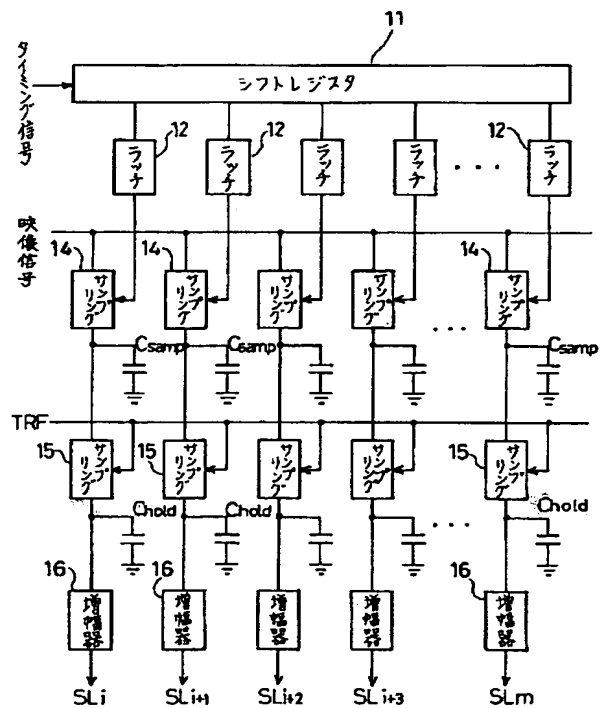 11
タイミング信号
シフトレジスタ
12 12 12
ラッチ ラッチ ラッチ ラッチ ... ラッチ
映像信号
14 14 14
サンプリング サンプリング サンプリング サンプリング ... サンプリング
Csamp Csamp Csamp
TRF
15 15 15
サンプリング サンプリング サンプリング サンプリング サンプリング
Chold Chold ... Chold
16 16 16
増幅器 増幅器 増幅器 増幅器 増幅器
SLi SLi+1 SLi+2 SLi+3 SLm